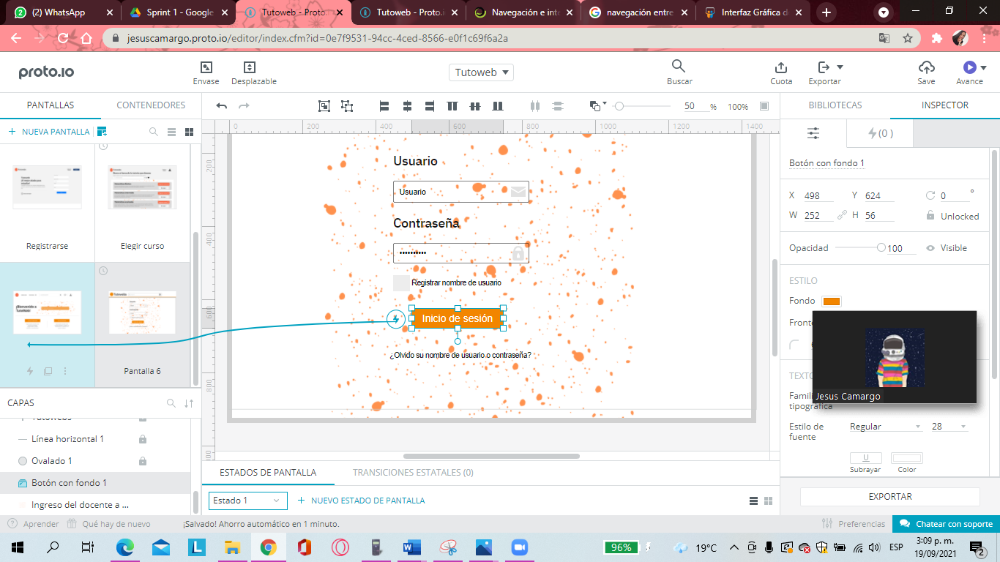 (2) WhatsApp
Sprint 1 - Google
Tutoweb - Proto.
Tutoweb - Proto.i
Navegación e inte
navegación entre
Interfaz Gráfica d
jesuscamargo.proto.io/editor/index.cfm?id=0e7f9531-94cc-4ced-8566-e0f1c69f6a2a
proto.io
Envase
Desplazable
Tutoweb
Buscar
Cuota
Exportar
Save
Avance
PANTALLAS
CONTENEDORES
50 %
100%
BIBLIOTECAS
INSPECTOR
NUEVA PANTALLA
0 200 400 600 800 1000 1200 1400
(0 )
Registrarse
Elegir curso
Pantalla 6
200
400
600
800
Usuario
Usuario
Contraseña
Registrar nombre de usuario
Inicio de sesión
¿Olvido su nombre de usuario o contraseña?
Botón con fondo 1
X 498 Y 624 0 °
W 252 H 56 Unlocked
Opacidad 100 Visible
ESTILO
Fondo
Jesus Camargo
tipográfica
Estilo de fuente
Regular 28
Subrayar
Color
EXPORTAR
CAPAS
Línea horizontal 1
Ovalado 1
Botón con fondo 1
Ingreso del docente a ...
ESTADOS DE PANTALLA
TRANSICIONES ESTATALES (0)
Estado 1
NUEVO ESTADO DE PANTALLA
Aprender
Qué hay de nuevo
¡Salvado! Ahorro automático en 1 minuto.
Preferencias
Chatear con soporte
96%
19°C
ESP
3:09 p. m.
19/09/2021
2